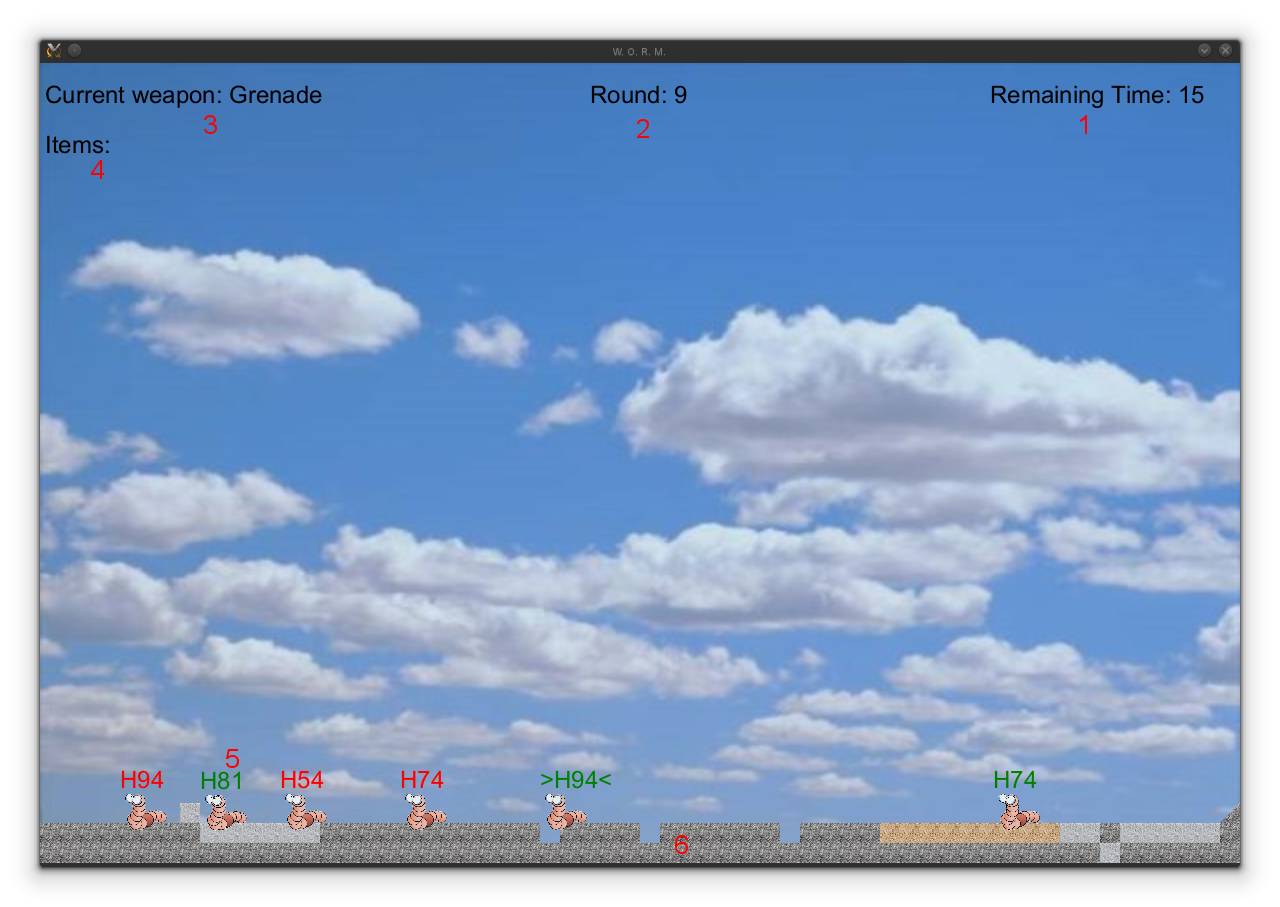 W. O. R. M.
Current weapon: Grenade
Round: 9
Remaining Time: 15
3
2
1
Items:
4
5
H94
H81
H54
H74
>H94<
H74
6